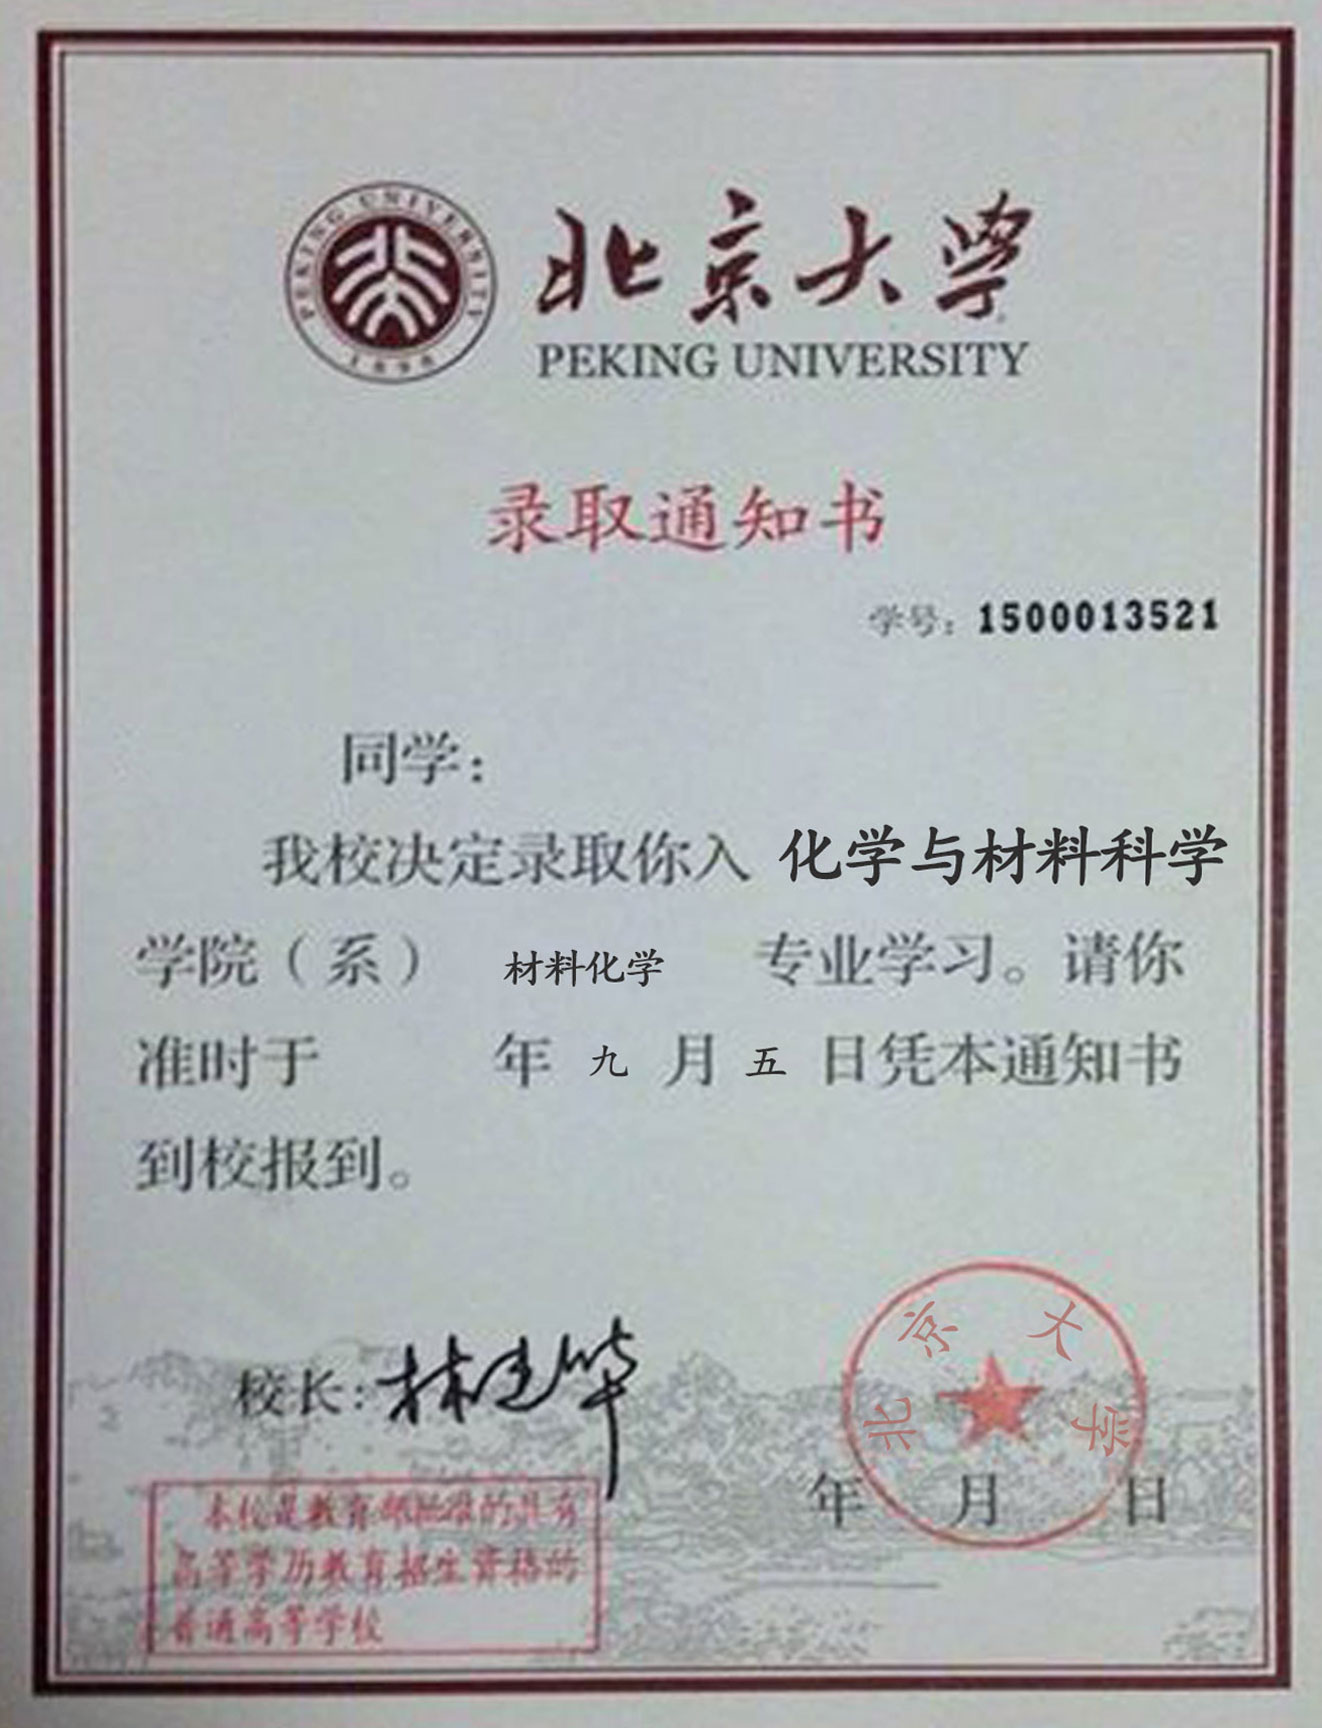 PEKING UNIVERSITY
1898
北京大学
PEKING UNIVERSITY
录取通知书
学号：1500013521
同学：
我校决定录取你入 化学与材料科学
学院（系） 材料化学 专业学习。请你
准时于 年 九 月 五 日凭本通知书
到校报到。
北京大学
校长：林建华
年 月 日
本校是教育部批准的具有
高等学历教育招生资格的
普通高等学校